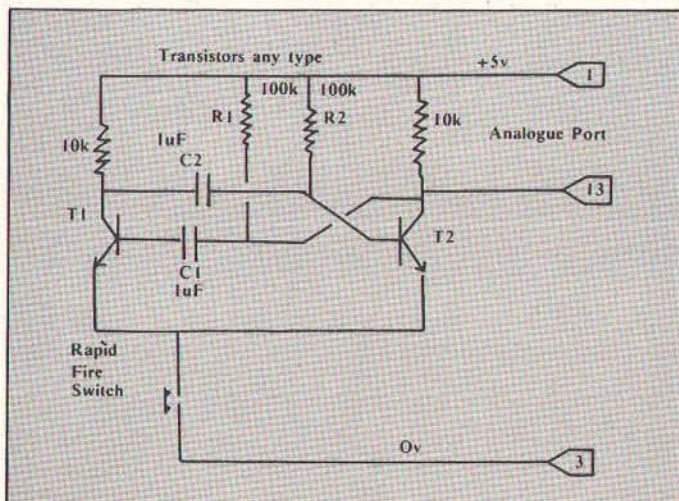 Transistors any type
+5v
1
100k 100k
R1 R2
10k 1uF 10k Analogue Port
C2
13
T1 T2
C1
1uF
Rapid
Fire
Switch
Ov
3